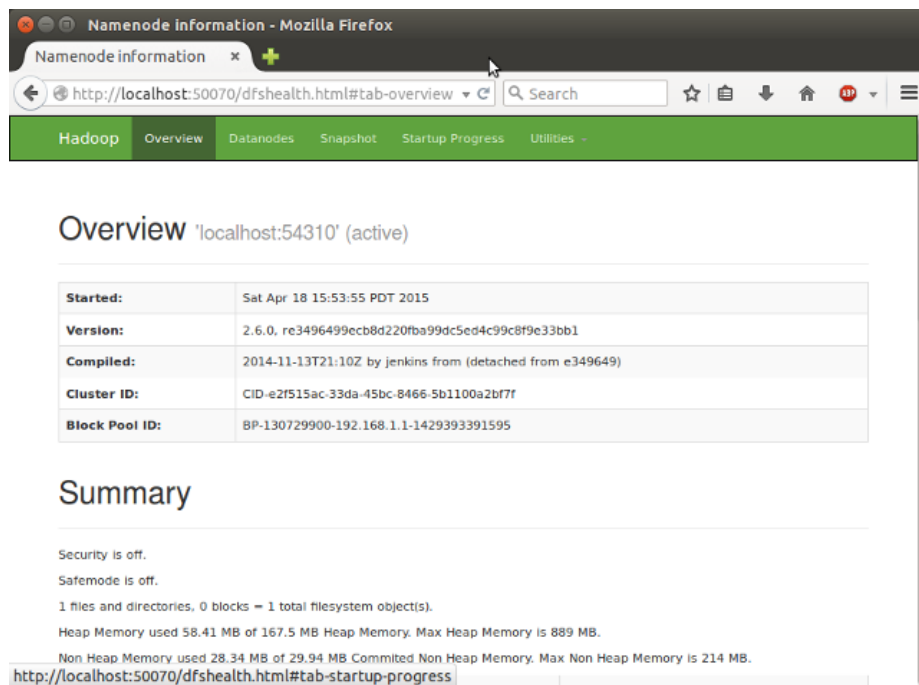 Namenode information - Mozilla Firefox
Namenode information
http://localhost:50070/dfshealth.html#tab-overview Search
Hadoop Overview Datanodes Snapshot Startup Progress Utilities
Overview 'localhost:54310' (active)
Started: Sat Apr 18 15:53:55 PDT 2015
Version: 2.6.0, re3496499ecb8d220fba99dc5ed4c99c8f9e33bb1
Compiled: 2014-11-13T21:10Z by jenkins from (detached from e349649)
Cluster ID: CID-e2f515ac-33da-45bc-8466-5b1100a2bf7f
Block Pool ID: BP-130729900-192.168.1.1-1429393391595
Summary
Security is off.
Safemode is off.
1 files and directories, 0 blocks = 1 total filesystem object(s).
Heap Memory used 58.41 MB of 167.5 MB Heap Memory. Max Heap Memory is 889 MB.
Non Heap Memory used 28.34 MB of 29.94 MB Commited Non Heap Memory. Max Non Heap Memory is 214 MB.
http://localhost:50070/dfshealth.html#tab-startup-progress